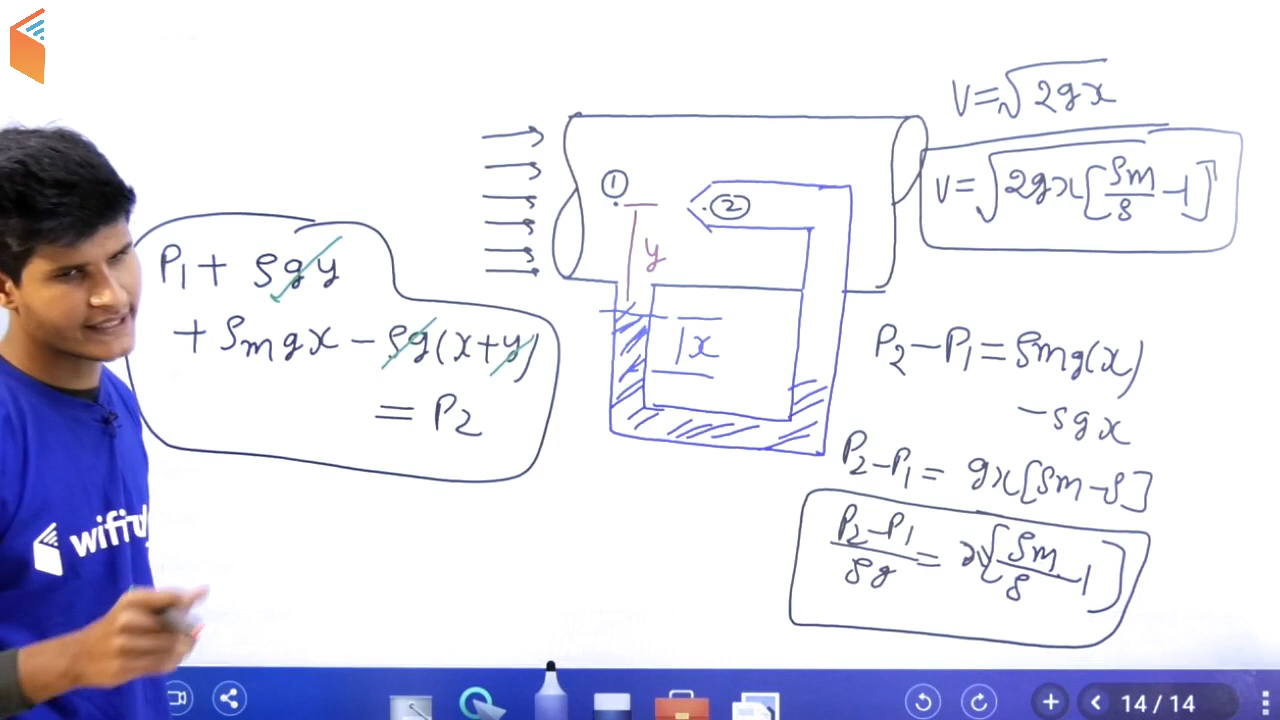 V=√2gx
V=√2gx[ρm/ρ-1]
①
②
y
x
P1+ρgy
+ρmgx-ρg(x+y)
=P2
P2-P1=ρmg(x)
-ρgx
P2-P1=gx[ρm-ρ]
P2-P1/ρg=x[ρm/ρ-1]
14 / 14